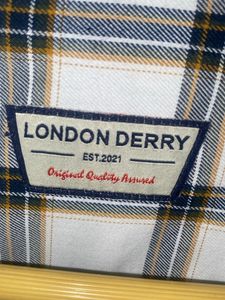 LONDON DERRY
EST.2021
Original Quality Assured